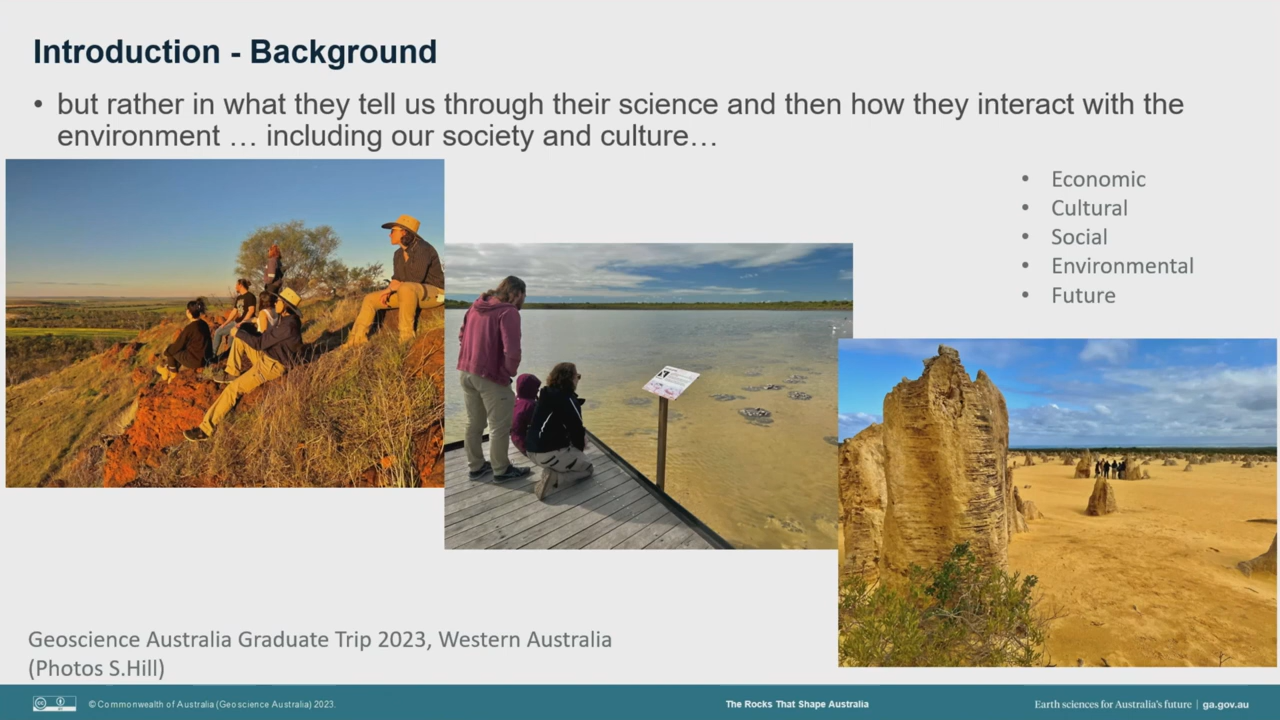 Introduction - Background
• but rather in what they tell us through their science and then how they interact with the
environment … including our society and culture…
• Economic
• Cultural
• Social
• Environmental
• Future
Geoscience Australia Graduate Trip 2023, Western Australia
(Photos S.Hill)
© Commonwealth of Australia (Geoscience Australia) 2023.
The Rocks That Shape Australia
Earth sciences for Australia's future | ga.gov.au